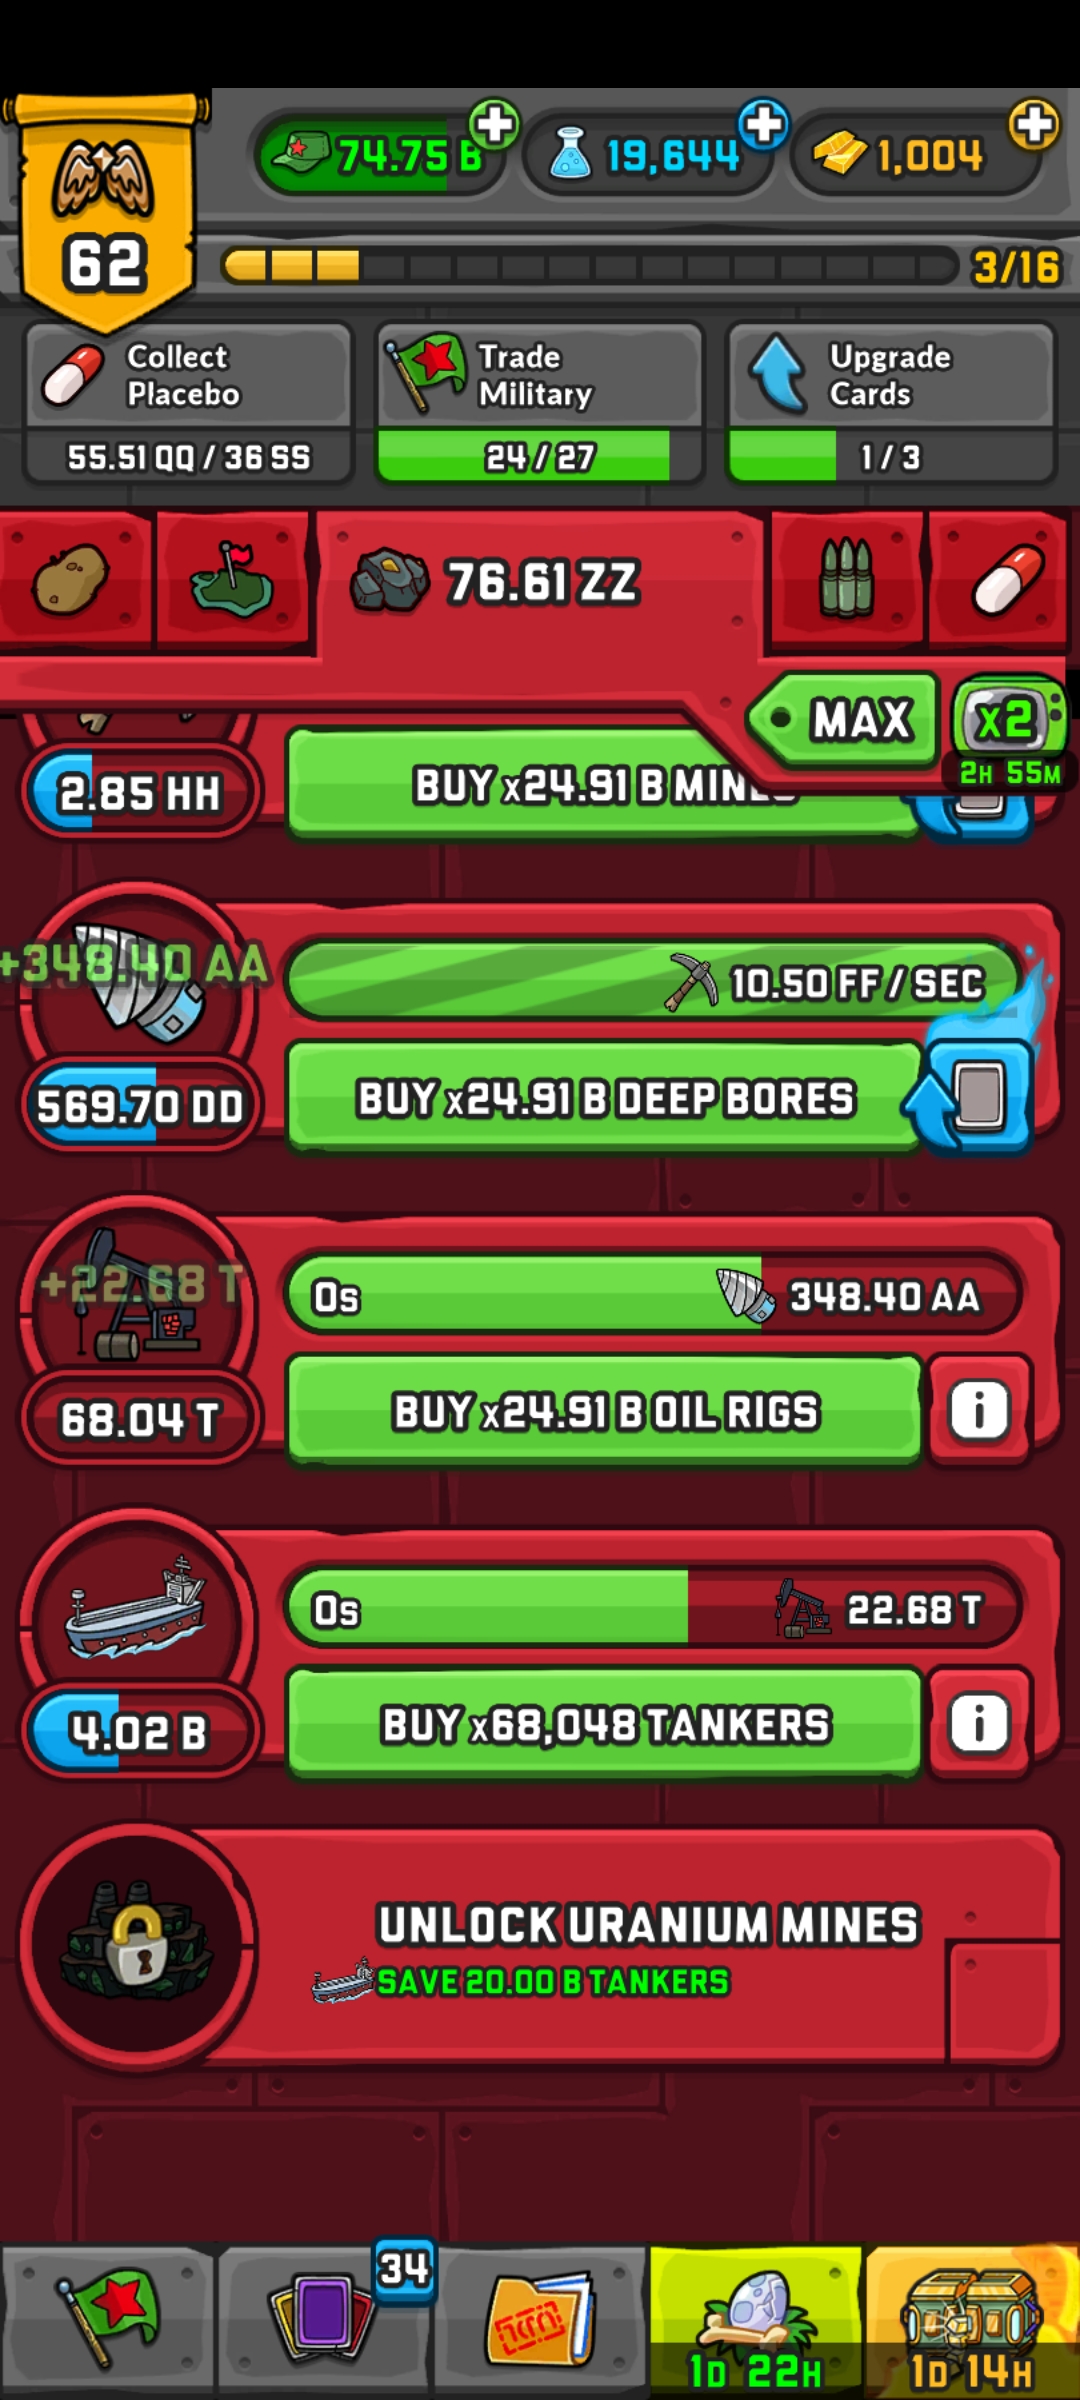 74.75 B
19,644
1,004
62
3/16
Collect
Placebo
55.51 QQ / 36 SS
Trade
Military
24 / 27
Upgrade
Cards
1 / 3
76.61 ZZ
MAX
x2
2H 55M
2.85 HH
BUY x24.91 B MINES
+348.40 AA
10.50 FF / SEC
569.70 DD
BUY x24.91 B DEEP BORES
+22.68 T
0s
348.40 AA
68.04 T
BUY x24.91 B OIL RIGS
i
0s
22.68 T
4.02 B
BUY x68,048 TANKERS
i
UNLOCK URANIUM MINES
SAVE 20.00 B TANKERS
34
1D 22H
1D 14H